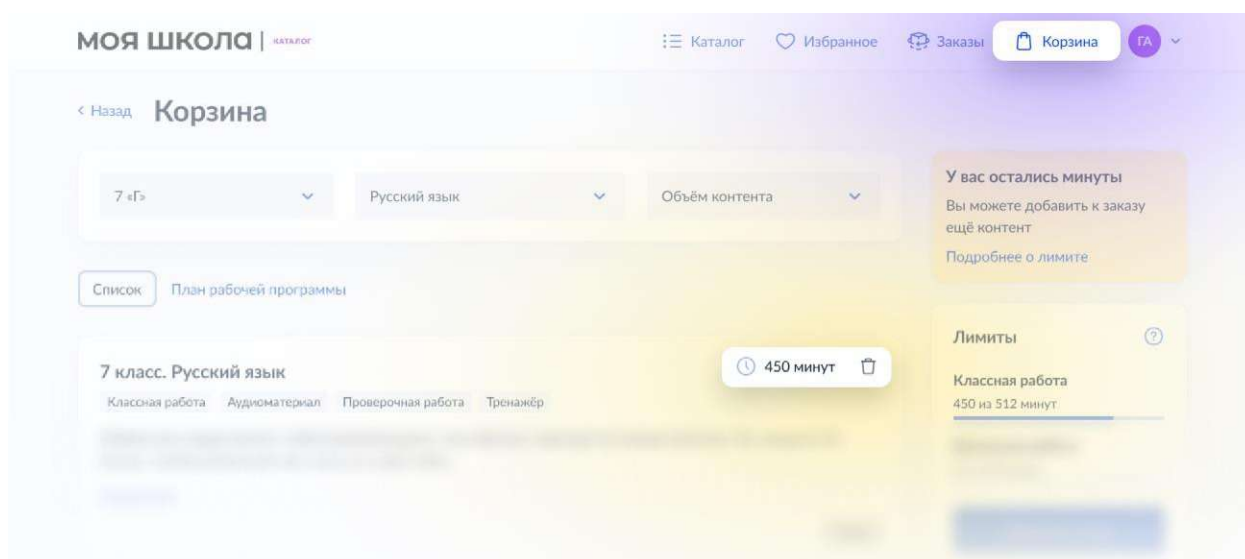 МОЯ ШКОЛА | КАТАЛОГ
Каталог
Избранное
Заказы
Корзина
ГА
< Назад
Корзина
7 «Г»
Русский язык
Объём контента
У вас остались минуты
Вы можете добавить к заказу
ещё контент
Подробнее о лимите
Список
План рабочей программы
7 класс. Русский язык
450 минут
Классная работа
Аудиоматериал
Проверочная работа
Тренажёр
Лимиты
?
Классная работа
450 из 512 минут